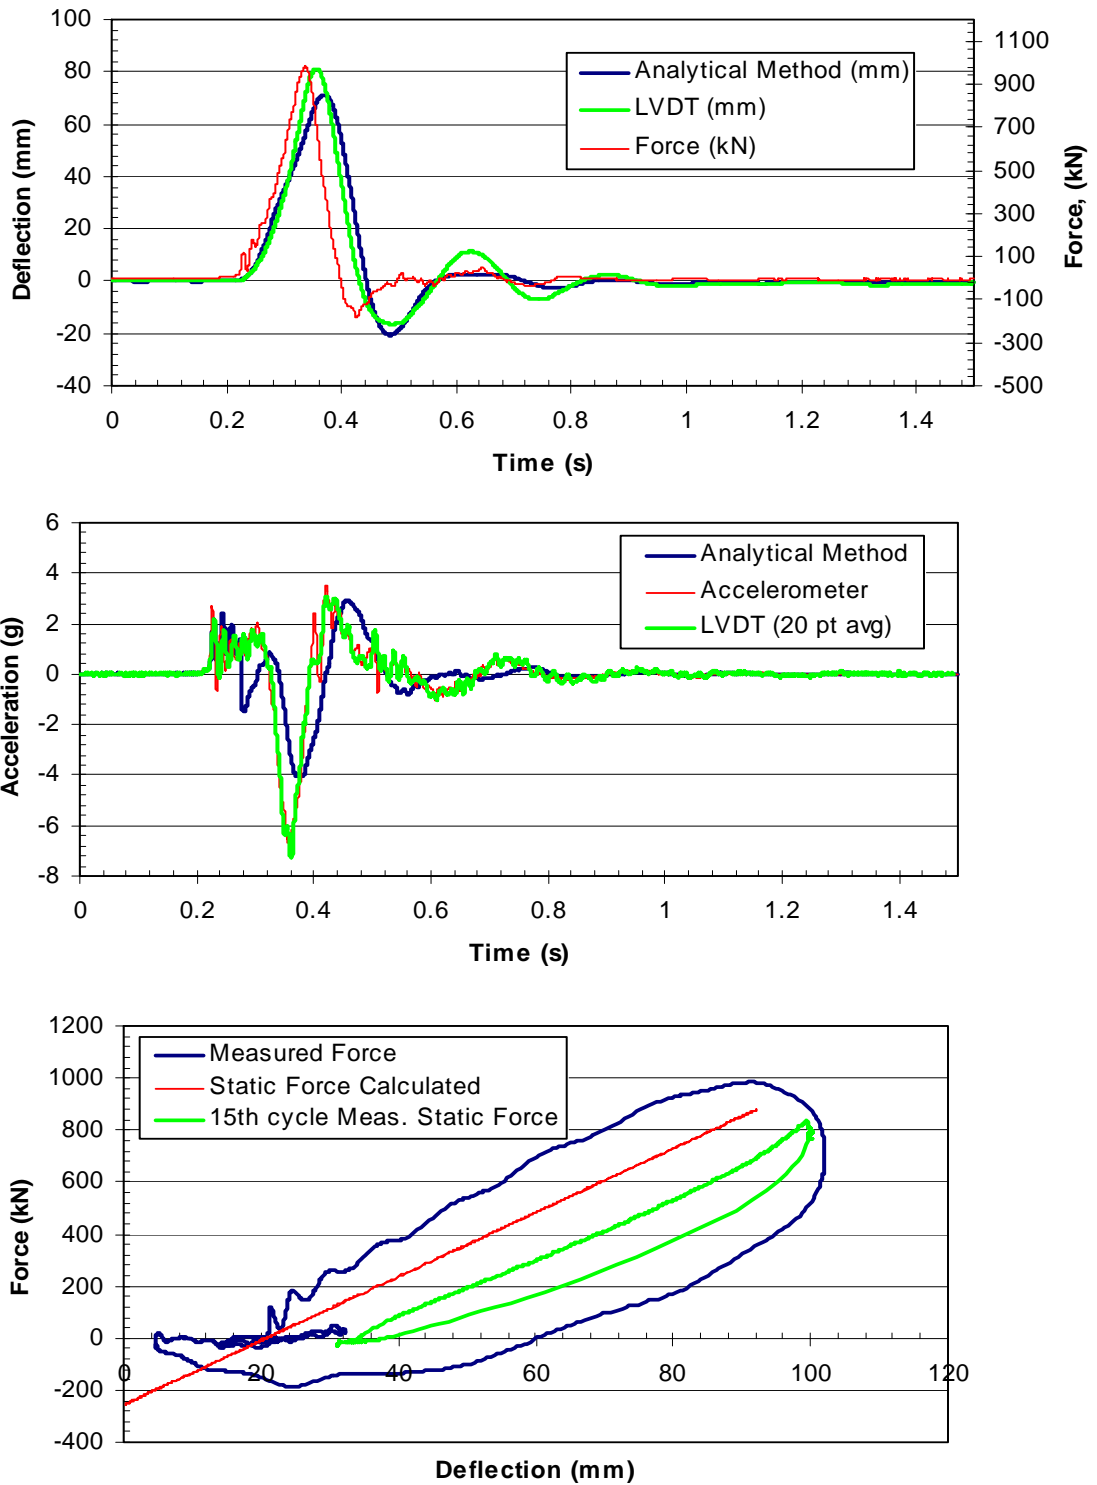 100
80
60
40
20
0
-20
-40
Deflection (mm)
Analytical Method (mm)
LVDT (mm)
Force (kN)
1100
900
700
500
300
100
-100
-300
-500
Force, (kN)
0 0.2 0.4 0.6 0.8 1 1.2 1.4
Time (s)
6
4
2
0
-2
-4
-6
-8
Acceleration (g)
Analytical Method
Accelerometer
LVDT (20 pt avg)
0 0.2 0.4 0.6 0.8 1 1.2 1.4
Time (s)
1200
1000
800
600
400
200
0
-200
-400
Force (kN)
Measured Force
Static Force Calculated
15th cycle Meas. Static Force
0 20 40 60 80 100 120
Deflection (mm)